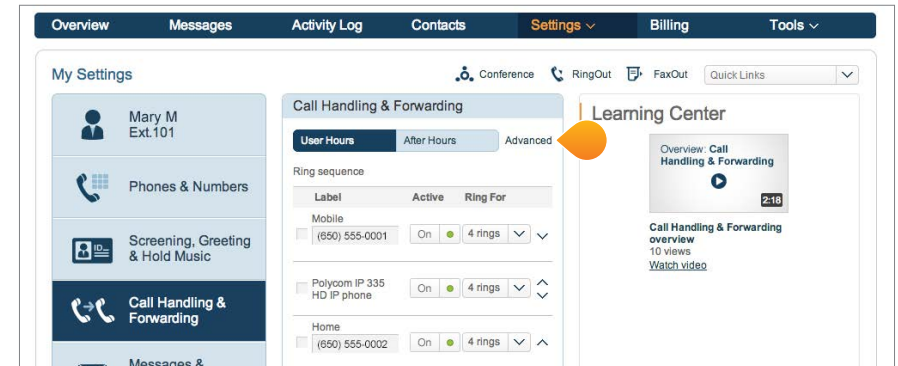 Overview Messages Activity Log Contacts Settings Billing Tools
My Settings Conference RingOut FaxOut Quick Links
Mary M
Ext.101
Phones & Numbers
Screening, Greeting
& Hold Music
Call Handling &
Forwarding
Messages &
Call Handling & Forwarding
User Hours After Hours Advanced
Ring sequence
Label Active Ring For
Mobile
(650) 555-0001 On 4 rings
Polycom IP 335
HD IP phone On 4 rings
Home
(650) 555-0002 On 4 rings
Learning Center
Overview: Call
Handling & Forwarding
2:18
Call Handling & Forwarding
overview
10 views
Watch video
ID